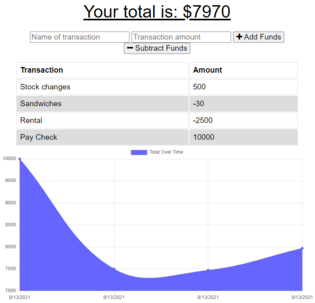 Your total is: $7970
Name of transaction Transaction amount + Add Funds
− Subtract Funds
Transaction Amount
Stock changes 500
Sandwiches -30
Rental -2500
Pay Check 10000
Total Over Time
10000
9500
9000
8500
8000
7500
7000
8/13/2021 8/13/2021 8/13/2021 8/13/2021